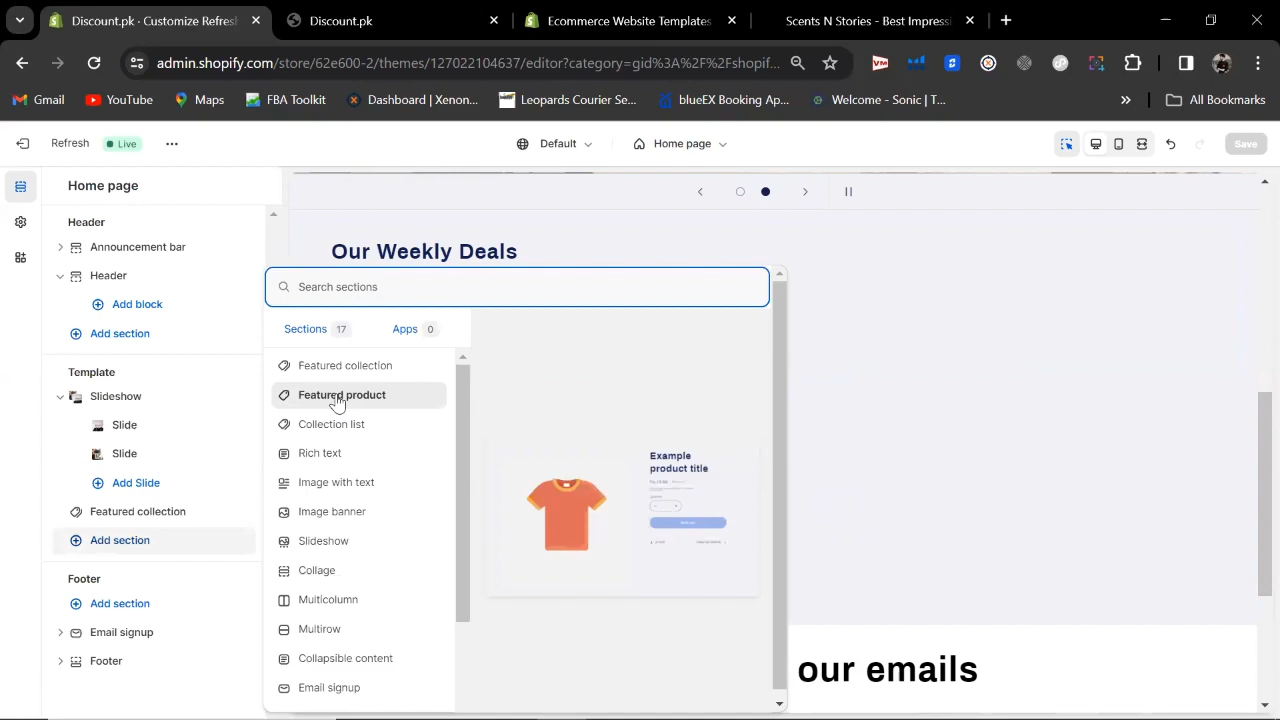 Discount.pk · Customize Refresh
Discount.pk
Ecommerce Website Templates
Scents N Stories - Best Impressi
admin.shopify.com/store/62e600-2/themes/127022104637/editor?category=gid%3A%2F%2Fshopif...
Gmail
YouTube
Maps
FBA Toolkit
Dashboard | Xenon...
Leopards Courier Se...
blueEX Booking Ap...
Welcome - Sonic | T...
All Bookmarks
Refresh
Live
Default
Home page
Save
Home page
Header
Announcement bar
Header
Add block
Add section
Template
Slideshow
Slide
Slide
Add Slide
Featured collection
Add section
Footer
Add section
Email signup
Footer
Our Weekly Deals
Search sections
Sections 17
Apps 0
Featured collection
Featured product
Collection list
Rich text
Image with text
Image banner
Slideshow
Collage
Multicolumn
Multirow
Collapsible content
Email signup
Example
product title
our emails